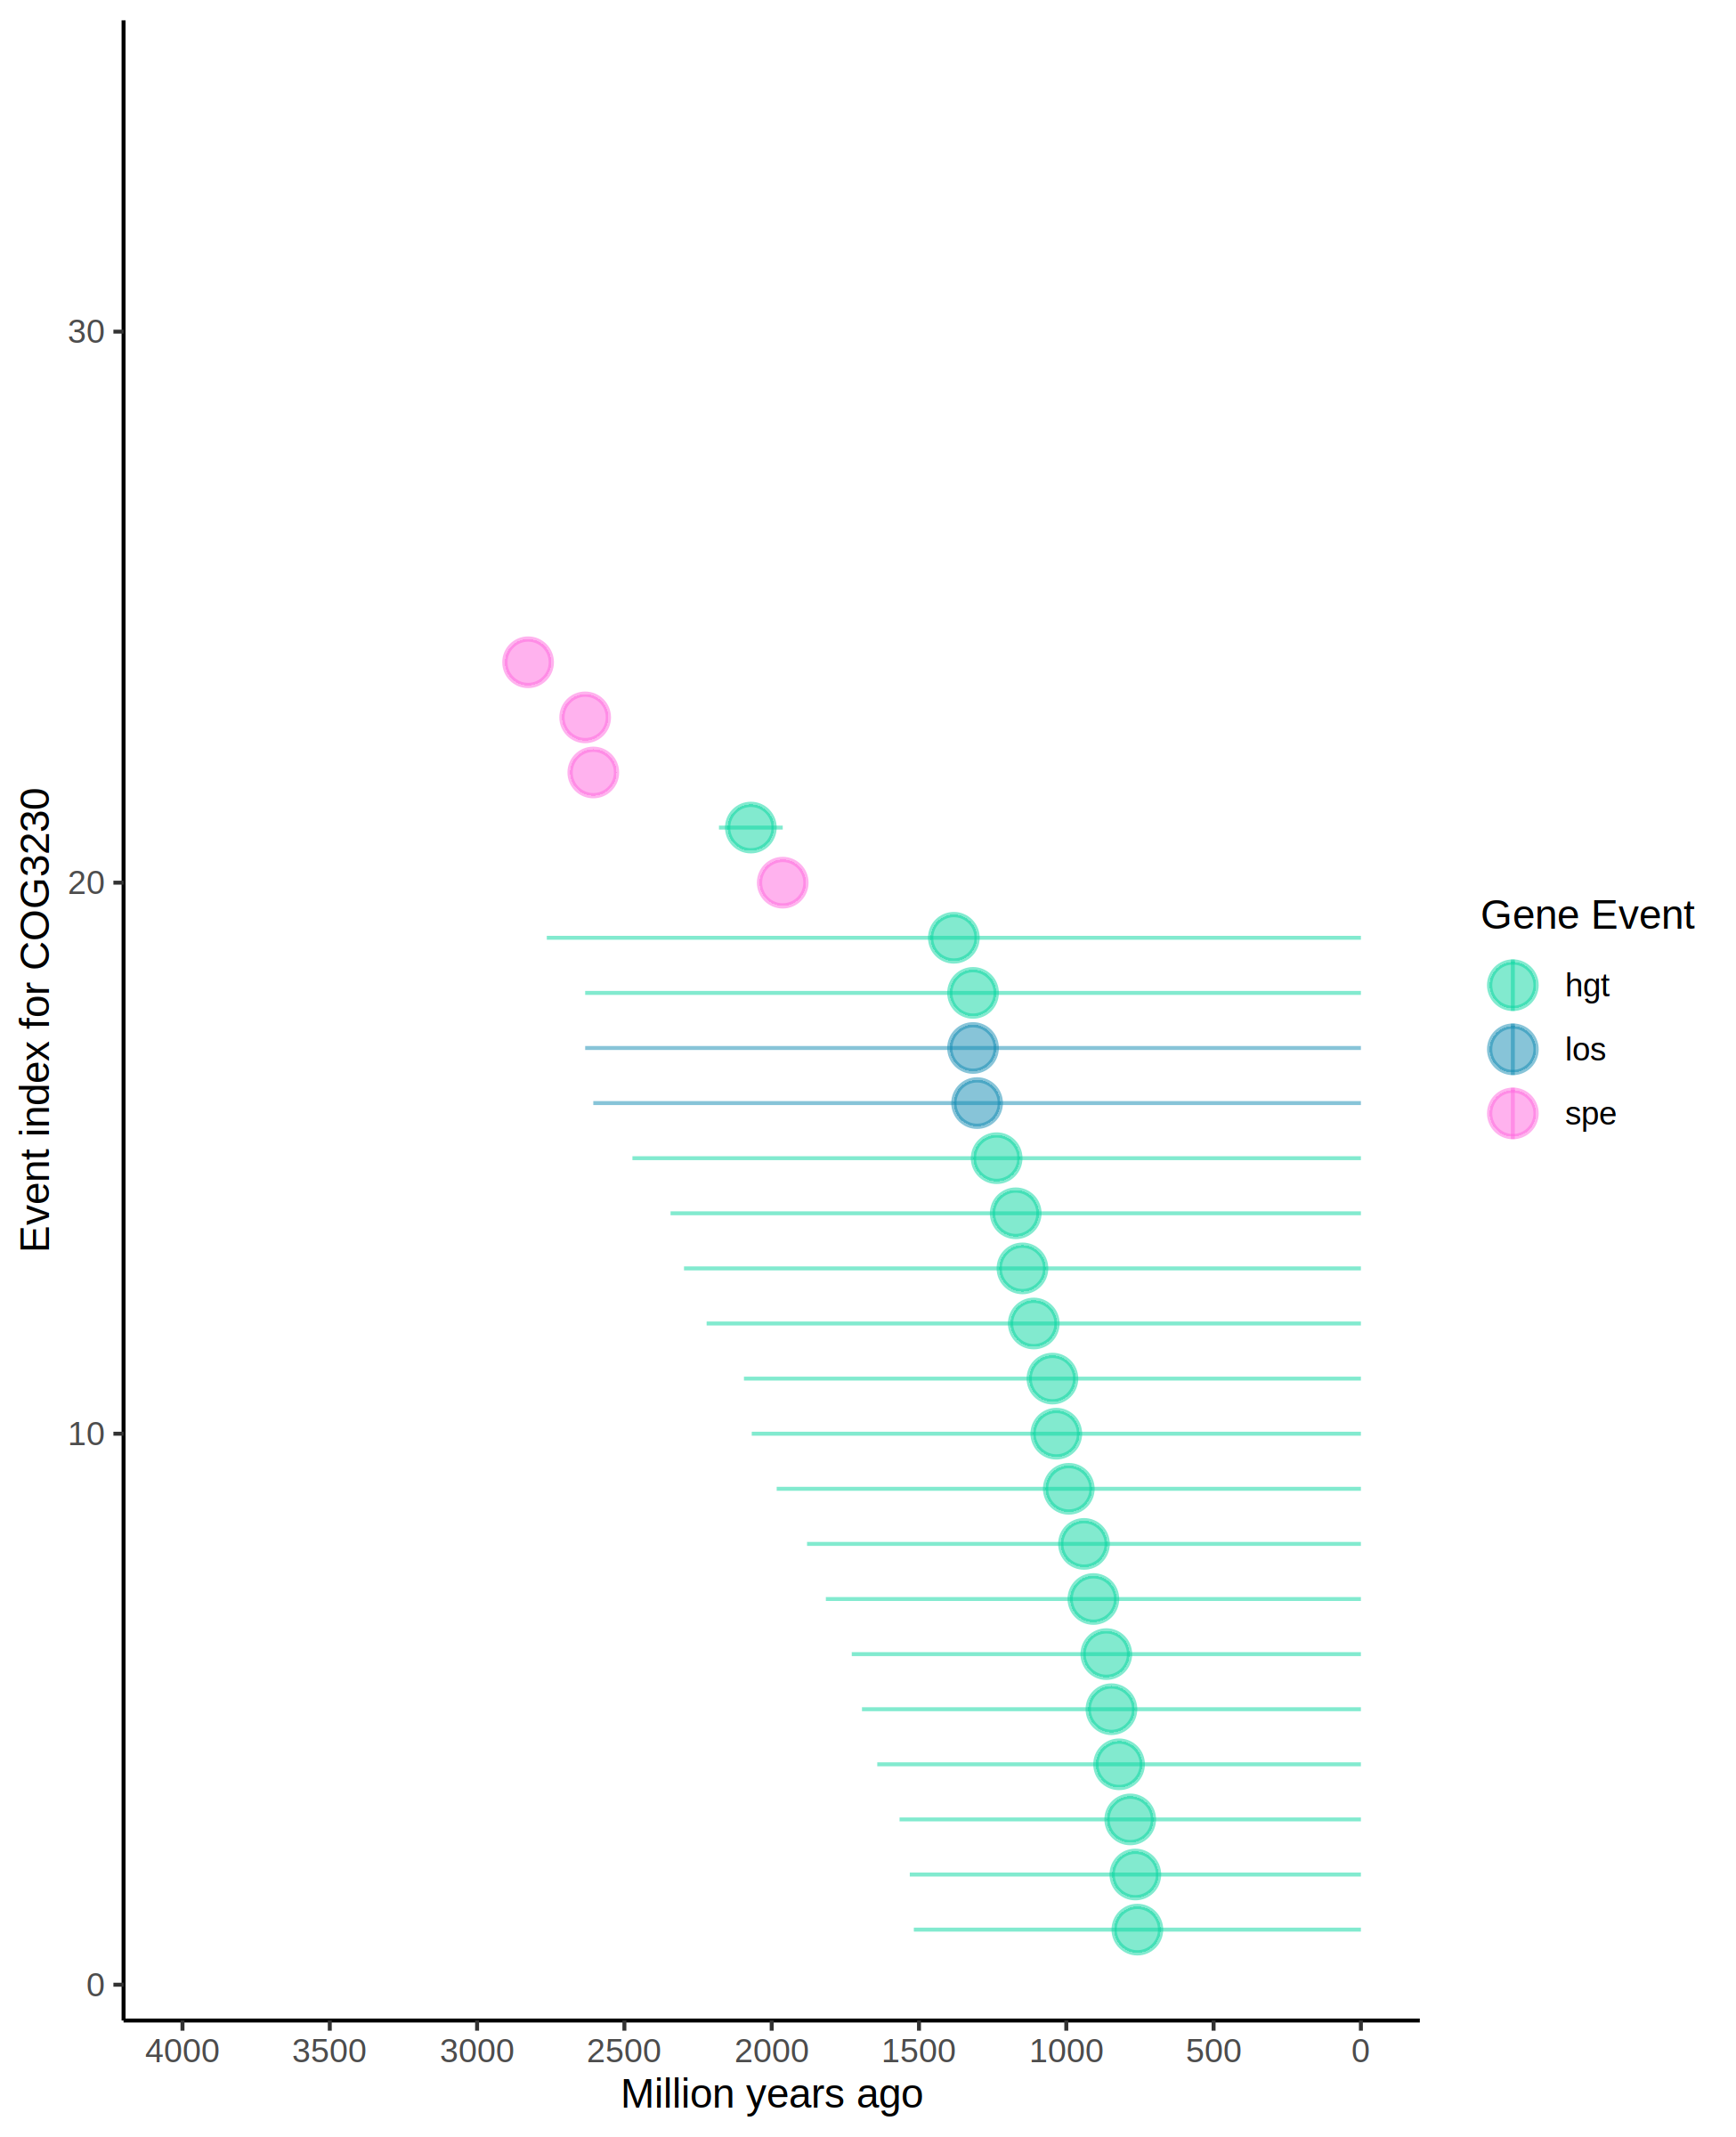 30
20
10
0
Event index for COG3230
4000 3500 3000 2500 2000 1500 1000 500 0
Million years ago
Gene Event
hgt
los
spe